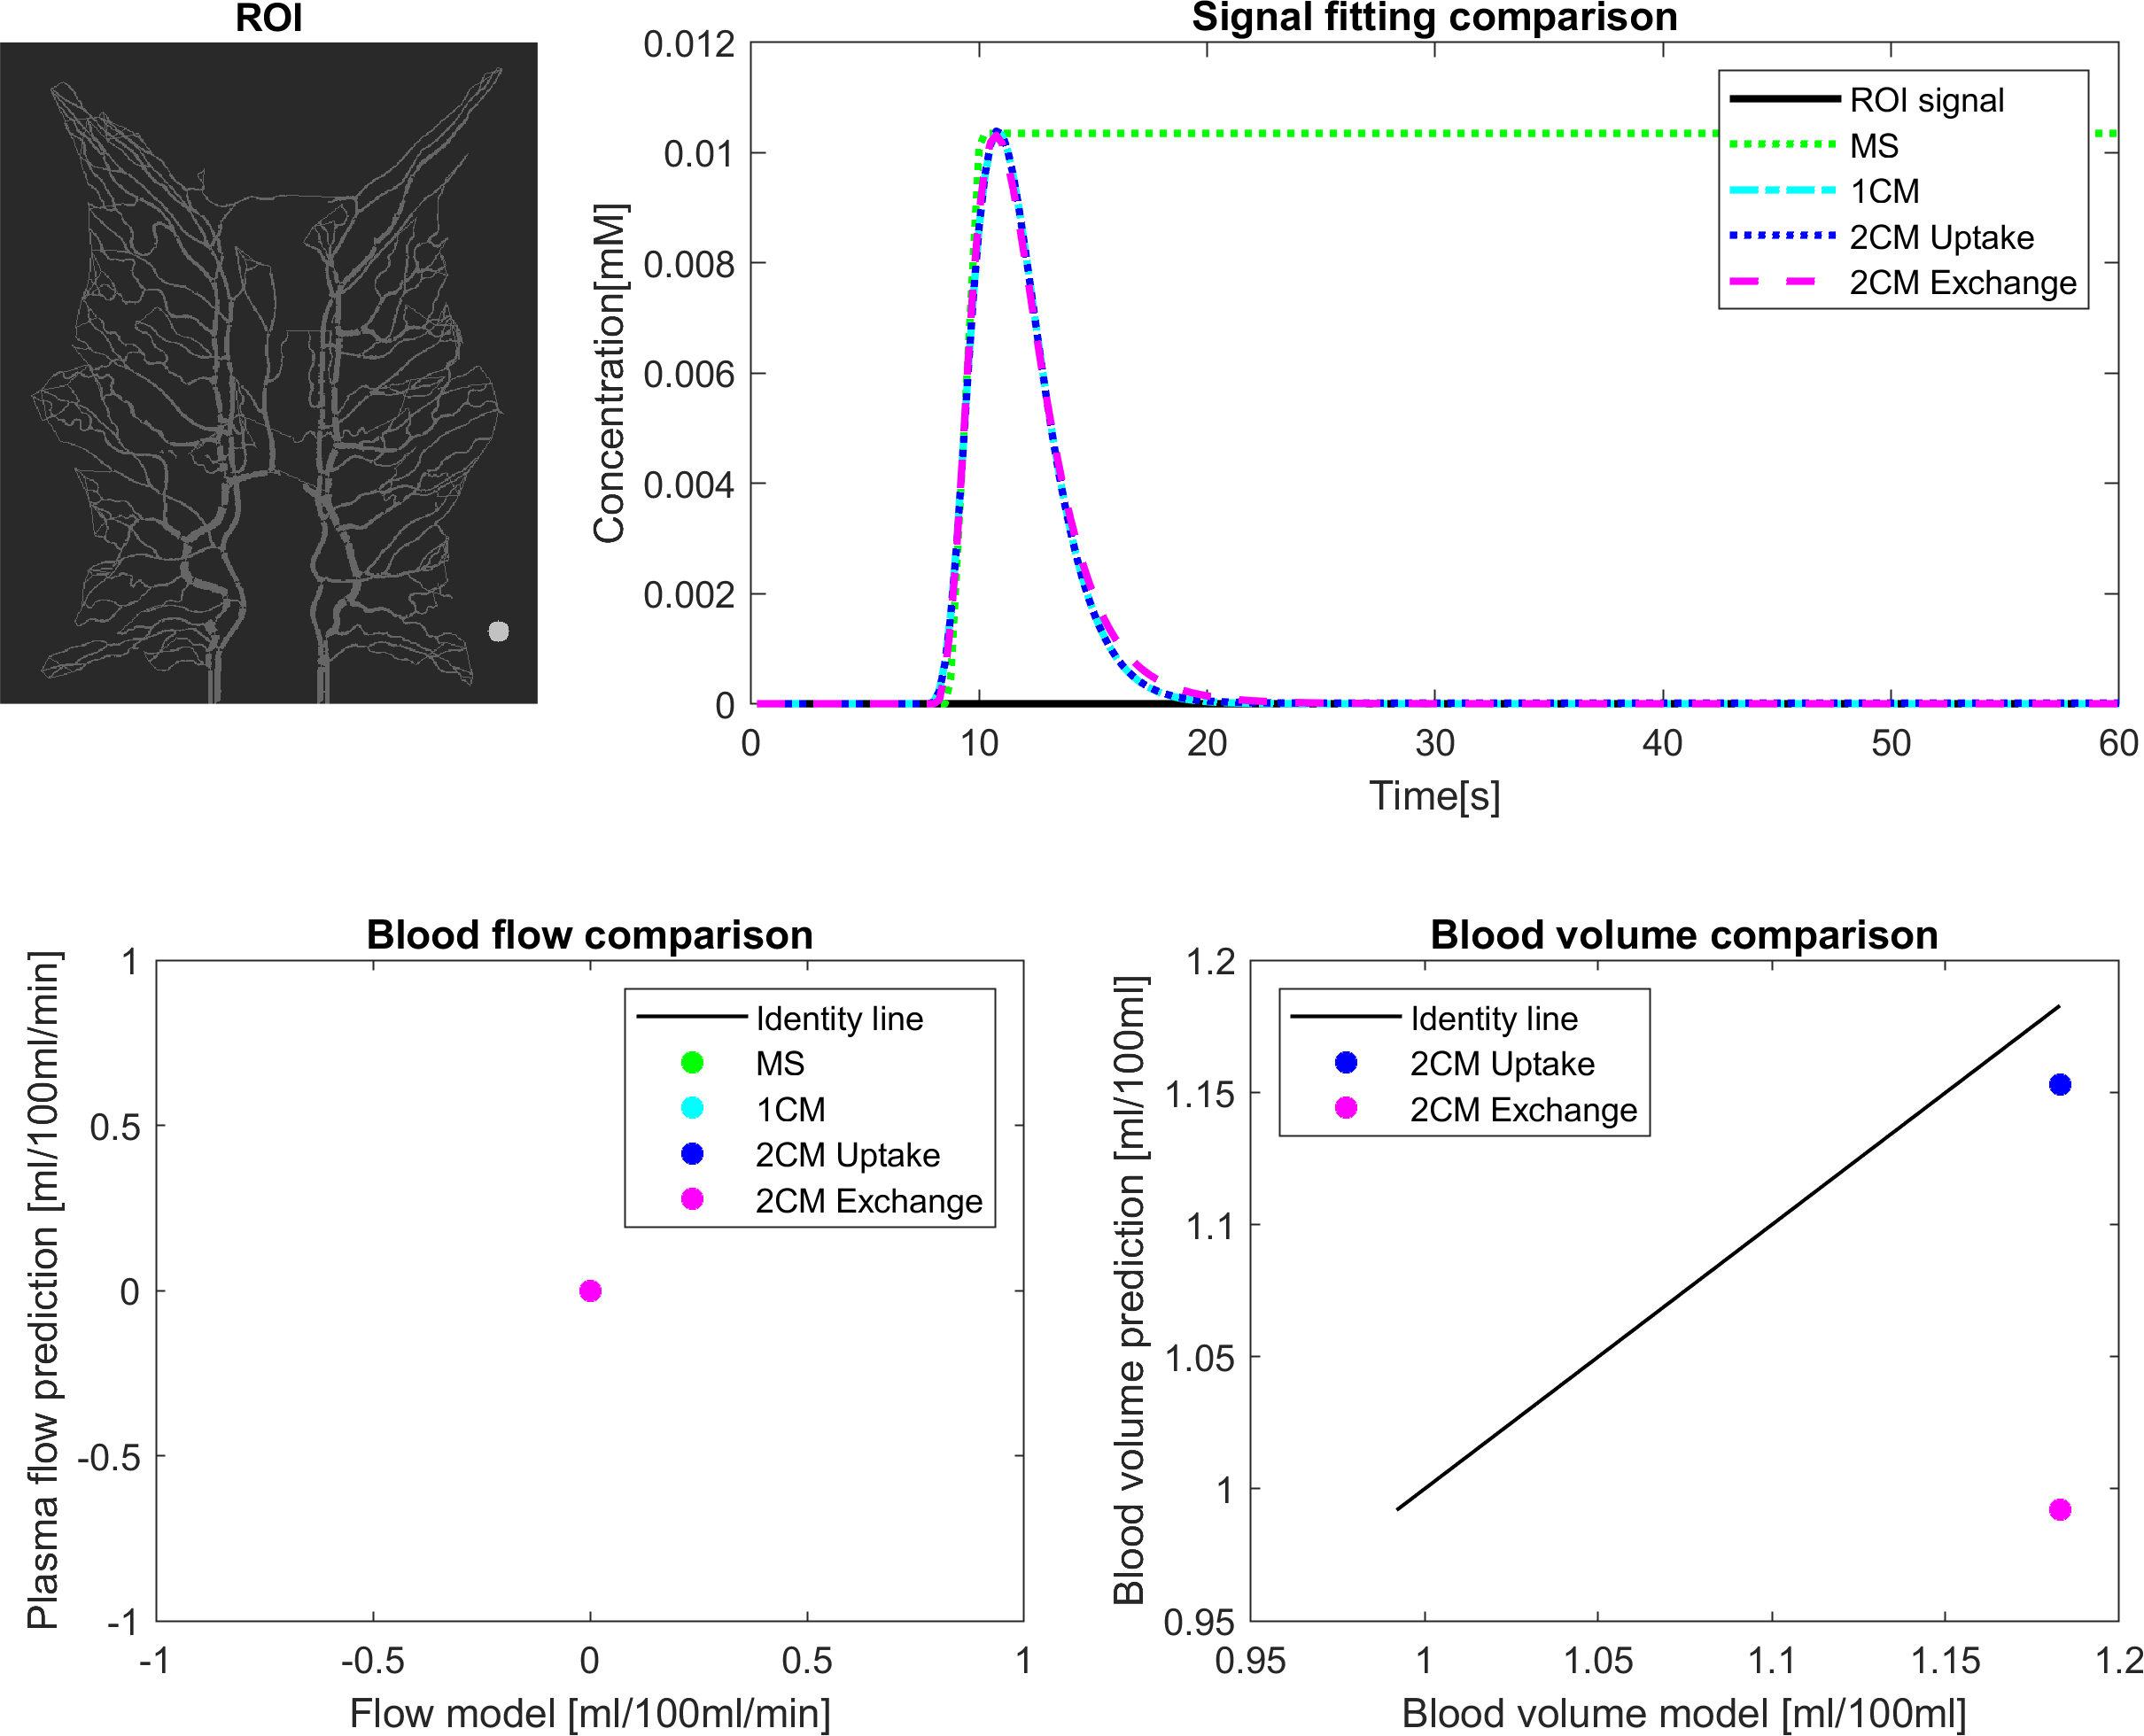 ROI
Signal fitting comparison
0.012
0.01
0.008
0.006
0.004
0.002
0
Concentration[mM]
ROI signal
MS
1CM
2CM Uptake
2CM Exchange
0 10 20 30 40 50 60
Time[s]
Blood flow comparison
1
0.5
0
-0.5
-1
Plasma flow prediction [ml/100ml/min]
Identity line
MS
1CM
2CM Uptake
2CM Exchange
-1 -0.5 0 0.5 1
Flow model [ml/100ml/min]
Blood volume comparison
1.2
1.15
1.1
1.05
1
0.95
Blood volume prediction [ml/100ml]
Identity line
2CM Uptake
2CM Exchange
0.95 1 1.05 1.1 1.15 1.2
Blood volume model [ml/100ml]